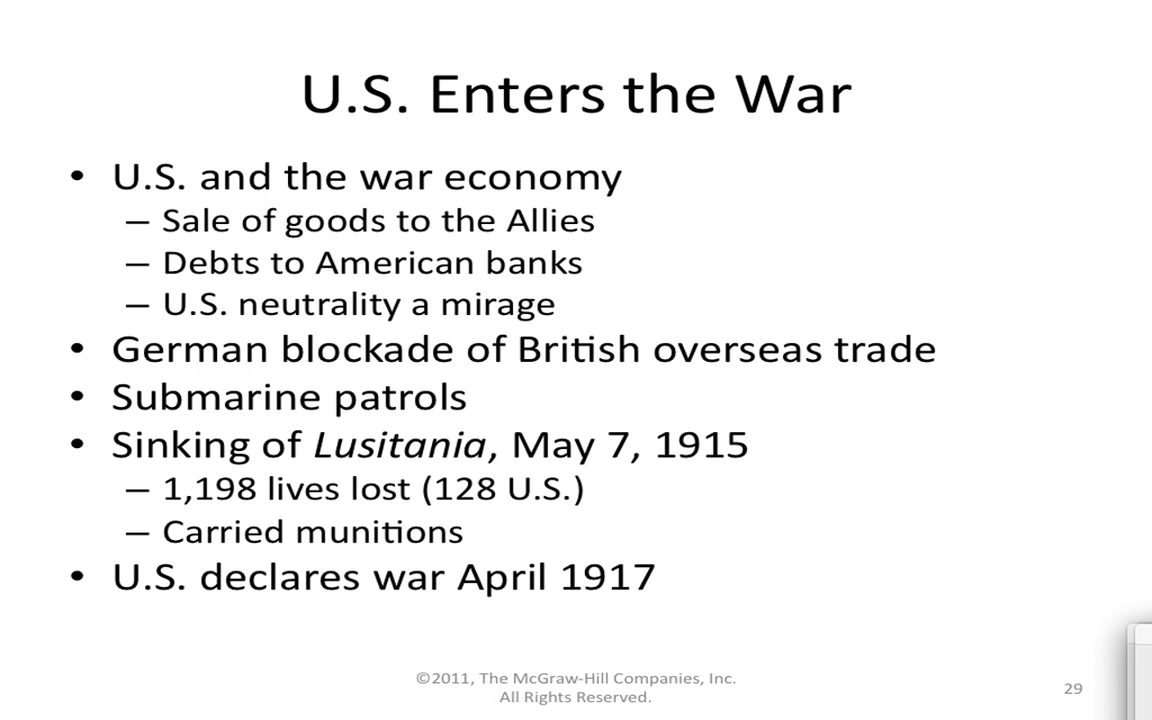 U.S. Enters the War
• U.S. and the war economy
– Sale of goods to the Allies
– Debts to American banks
– U.S. neutrality a mirage
• German blockade of British overseas trade
• Submarine patrols
• Sinking of Lusitania, May 7, 1915
– 1,198 lives lost (128 U.S.)
– Carried munitions
• U.S. declares war April 1917
©2011, The McGraw-Hill Companies, Inc.
All Rights Reserved.
29